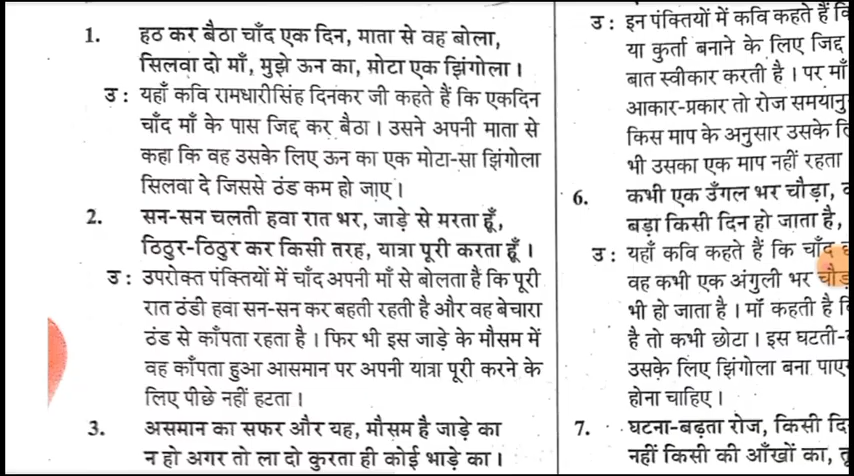 1. हठ कर बैठा चाँद एक दिन, माता से वह बोला,
सिलवा दो माँ, मुझे ऊन का, मोटा एक झिंगोला ।
उ : यहाँ कवि रामधारीसिंह दिनकर जी कहते हैं कि एकदिन
चाँद माँ के पास जिद्द कर बैठा । उसने अपनी माता से
कहा कि वह उसके लिए ऊन का एक मोटा-सा झिंगोला
सिलवा दे जिससे ठंड कम हो जाए ।
2. सन-सन चलती हवा रात भर, जाड़े से मरता हूँ,
ठिठुर-ठिठुर कर किसी तरह, यात्रा पूरी करता हूँ ।
उ : उपरोक्त पंक्तियों में चाँद अपनी माँ से बोलता है कि पूरी
रात ठंडी हवा सन-सन कर बहती रहती है और वह बेचारा
ठंड से काँपता रहता है । फिर भी इस जाड़े के मौसम में
वह काँपता हुआ आसमान पर अपनी यात्रा पूरी करने के
लिए पीछे नहीं हटता ।
3. असमान का सफर और यह, मौसम है जाड़े का
न हो अगर तो ला दो कुरता ही कोई भाड़े का ।
उ : इन पंक्तियों में कवि कहते हैं
या कुर्ता बनाने के लिए जिद्द
बात स्वीकार करती है । पर माँ
आकार-प्रकार तो रोज समयानु
किस माप के अनुसार उसके
भी उसका एक माप नहीं रहता
6. कभी एक उँगल भर चौड़ा,
बड़ा किसी दिन हो जाता है,
उ : यहाँ कवि कहते हैं कि चाँद
वह कभी एक अंगुली भर चौड़
भी हो जाता है । माँ कहती है
है तो कभी छोटा । इस घटती-
उसके लिए झिंगोला बना पाए
होना चाहिए ।
7. घटना-बढ़ता रोज, किसी दि
नहीं किसी की आँखों का,